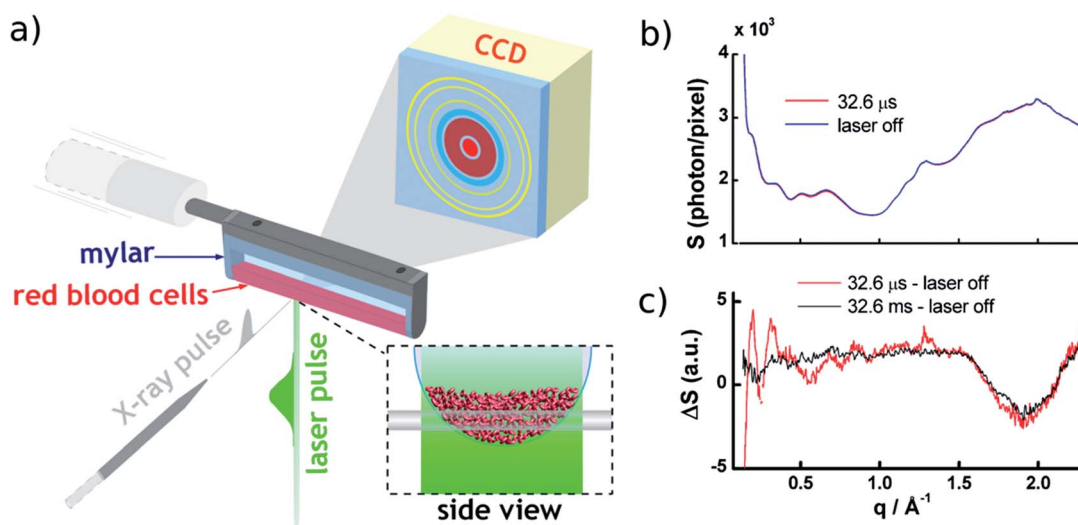 a)
CCD
mylar
red blood cells
X-ray pulse
laser pulse
side view
b)
x 10³
4
3
2
1
S (photon/pixel)
32.6 μs
laser off
c)
5
0
-5
ΔS (a.u.)
32.6 μs - laser off
32.6 ms - laser off
0.5 1.0 1.5 2.0
q / Å⁻¹